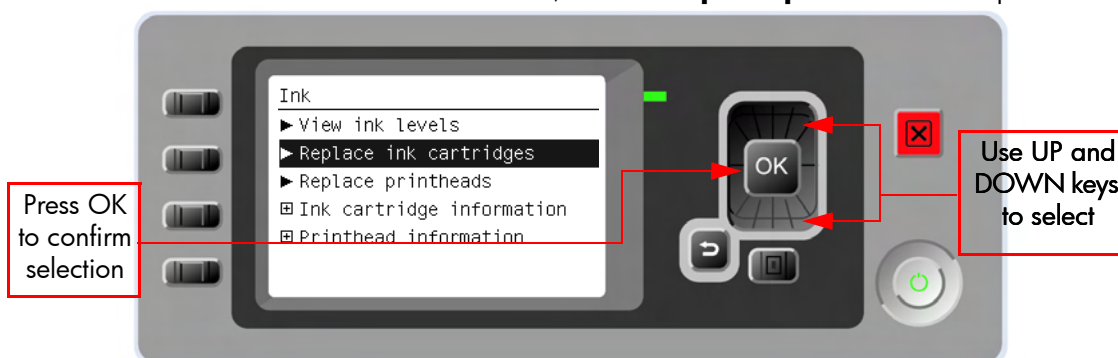 Ink
▶ View ink levels
▶ Replace ink cartridges
▶ Replace printheads
⊞ Ink cartridge information
⊞ Printhead information
OK
Press OK
to confirm
selection
Use UP and
DOWN keys
to select